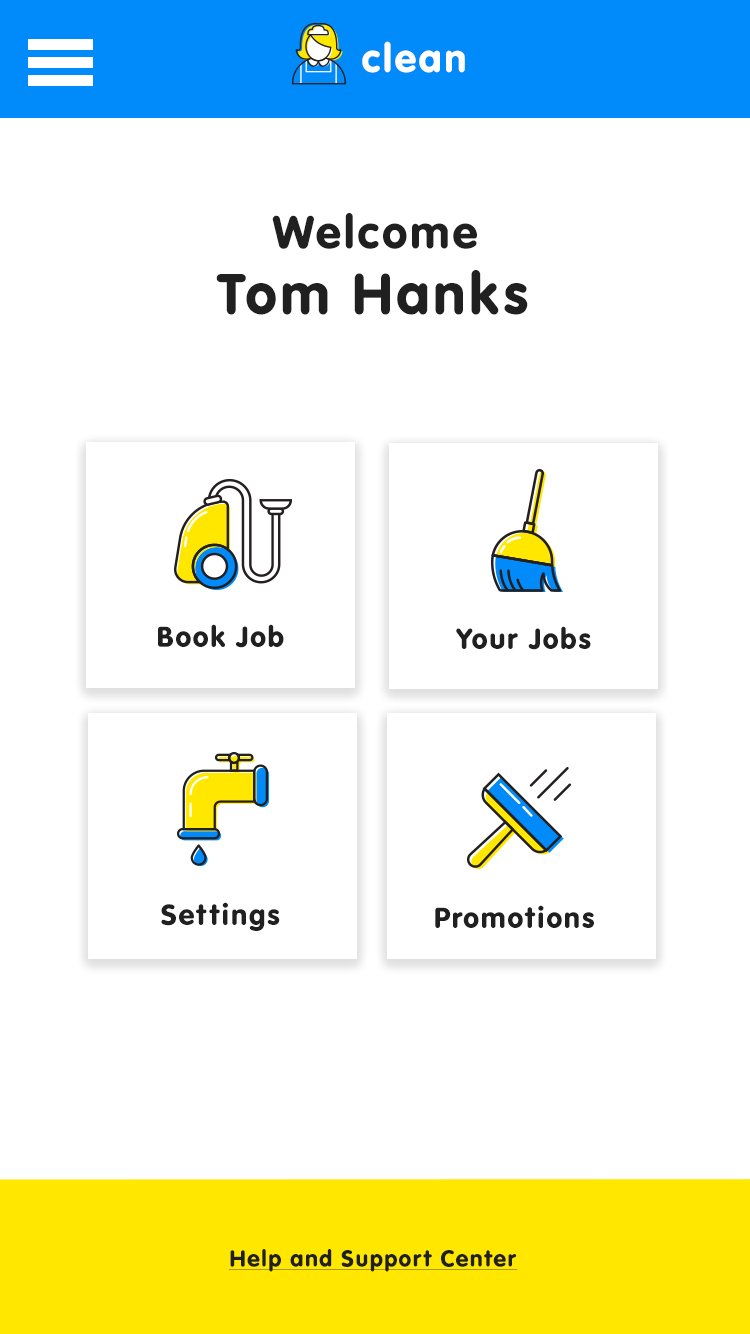 clean
Welcome
Tom Hanks
Book Job
Your Jobs
Settings
Promotions
Help and Support Center